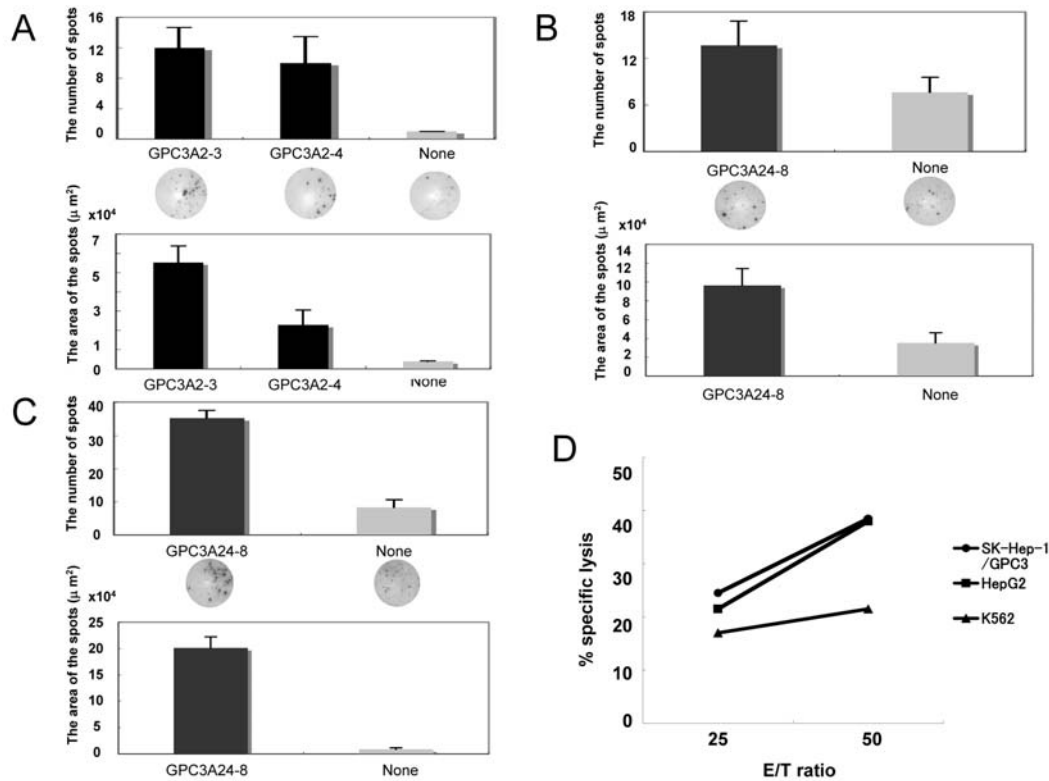 A
The number of spots
16
12
8
4
0
GPC3A2-3 GPC3A2-4 None
x10⁴
The area of the spots (μ m²)
7
5
3
1
GPC3A2-3 GPC3A2-4 None
B
The number of spots
18
12
6
0
GPC3A24-8 None
x10⁴
The area of the spots (μ m²)
14
12
10
8
6
4
2
0
GPC3A24-8 None
C
The number of spots
40
30
20
10
0
GPC3A24-8 None
x10⁴
The area of the spots (μ m²)
25
20
15
10
5
0
GPC3A24-8 None
D
% specific lysis
50
40
30
20
10
0
25 50
E/T ratio
SK-Hep-1
/GPC3
HepG2
K562